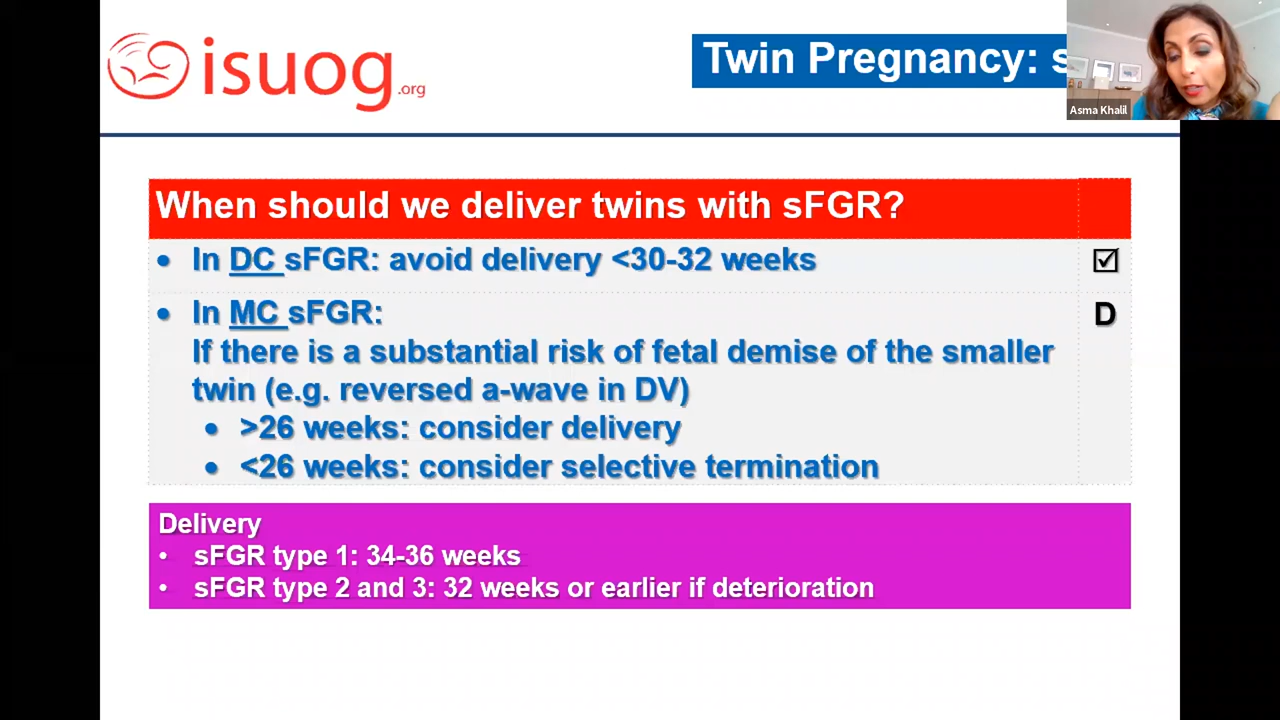 isuog.org
Twin Pregnancy:
Asma Khalil
When should we deliver twins with sFGR?
• In DC sFGR: avoid delivery <30-32 weeks ☑
• In MC sFGR: D
If there is a substantial risk of fetal demise of the smaller
twin (e.g. reversed a-wave in DV)
• >26 weeks: consider delivery
• <26 weeks: consider selective termination
Delivery
• sFGR type 1: 34-36 weeks
• sFGR type 2 and 3: 32 weeks or earlier if deterioration